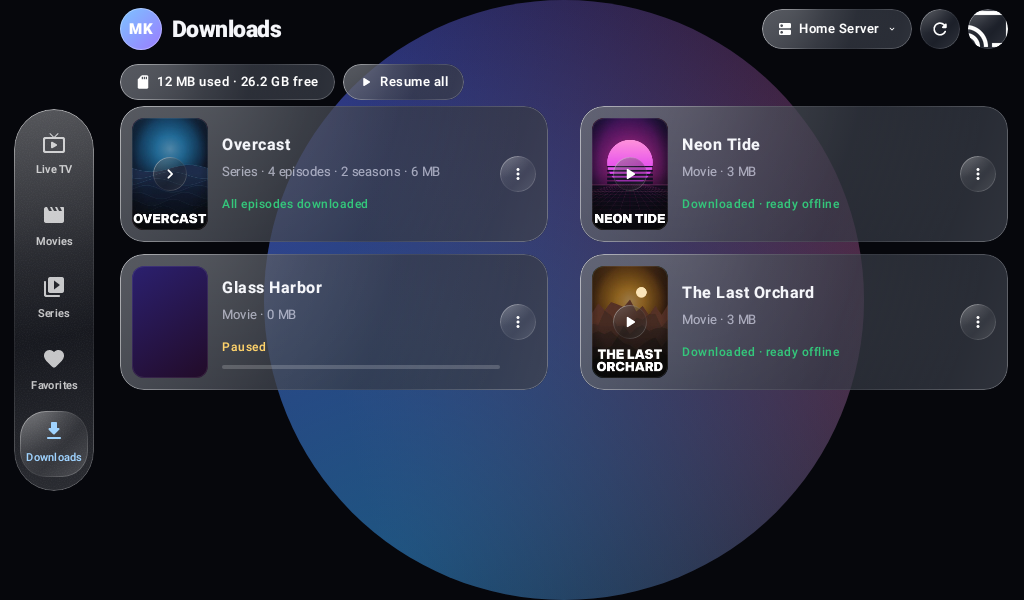 MK
Downloads
Home Server
12 MB used · 26.2 GB free
Resume all
Live TV
Movies
Series
Favorites
Downloads
OVERCAST
Overcast
Series · 4 episodes · 2 seasons · 6 MB
All episodes downloaded
NEON TIDE
Neon Tide
Movie · 3 MB
Downloaded · ready offline
Glass Harbor
Movie · 0 MB
Paused
THE LAST
ORCHARD
The Last Orchard
Movie · 3 MB
Downloaded · ready offline